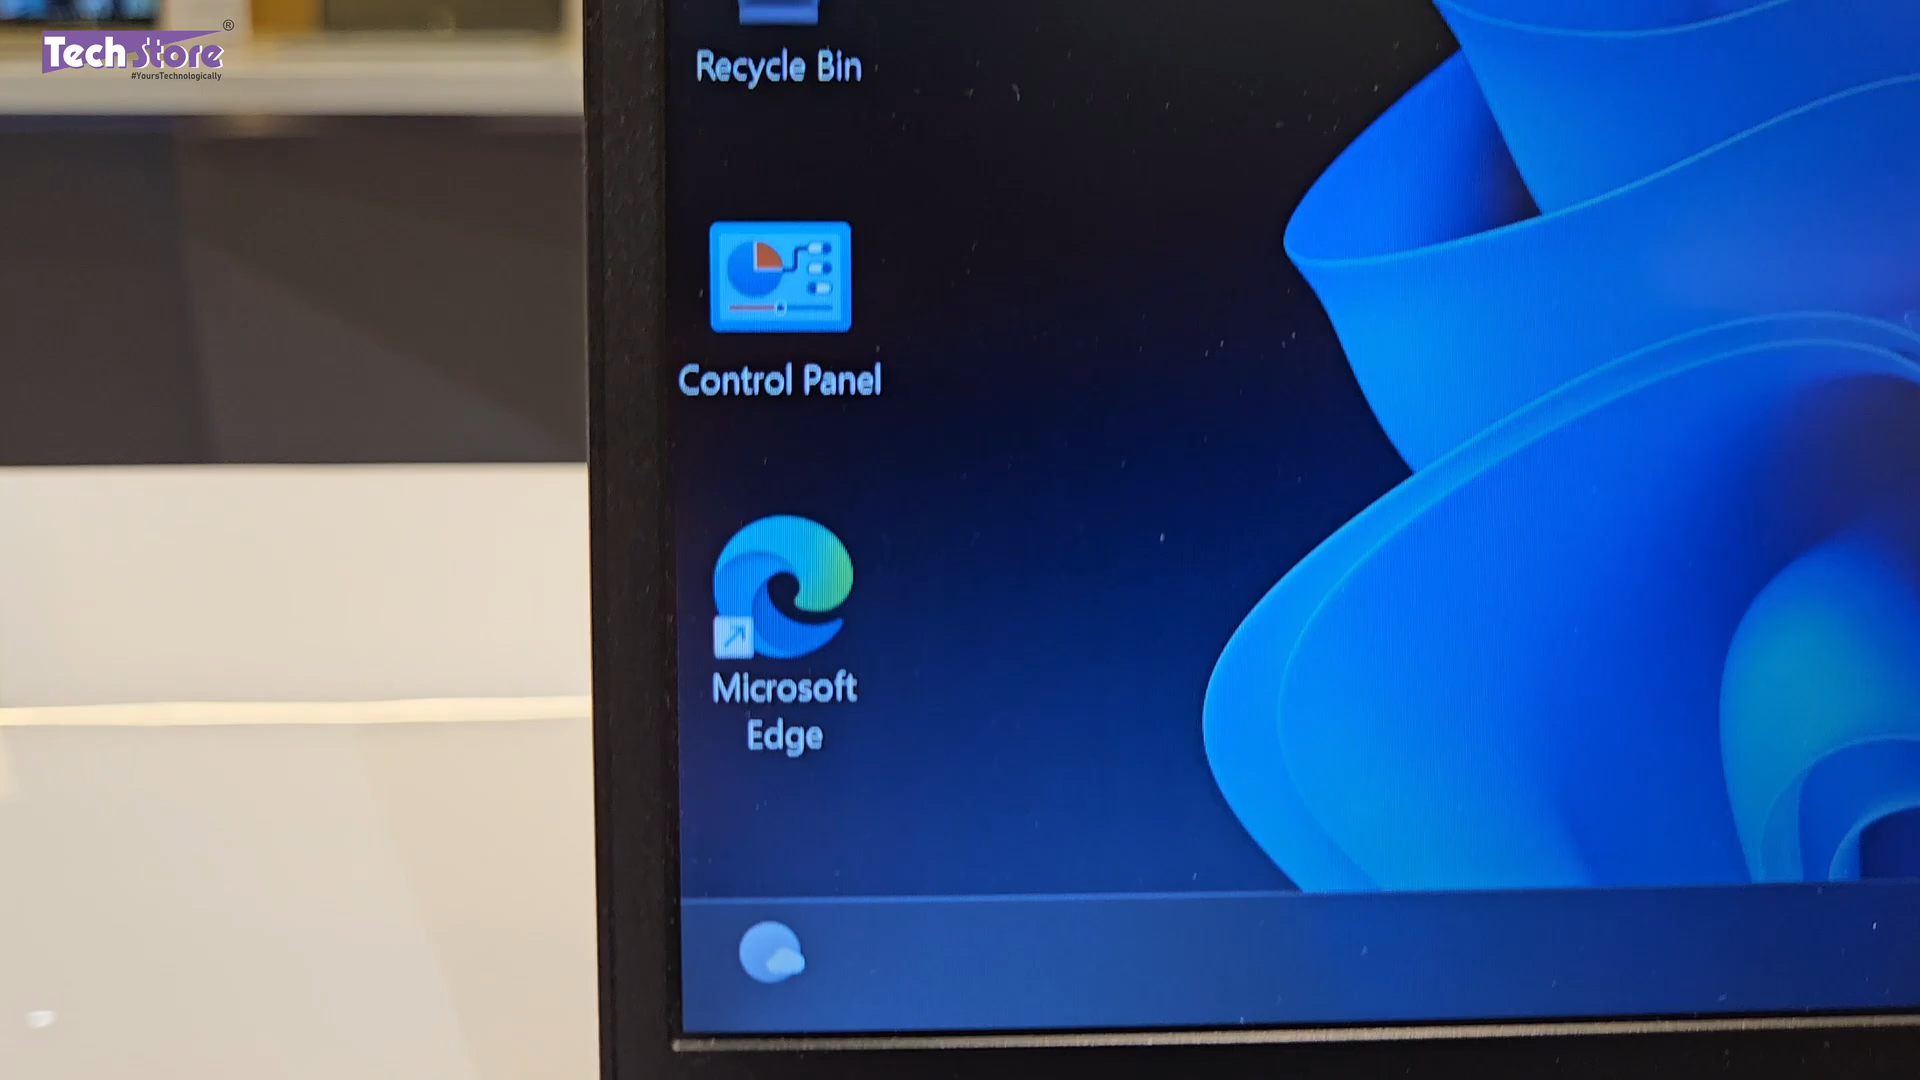 Tech Store ®
#YoursTechnologically
Recycle Bin
Control Panel
Microsoft
Edge